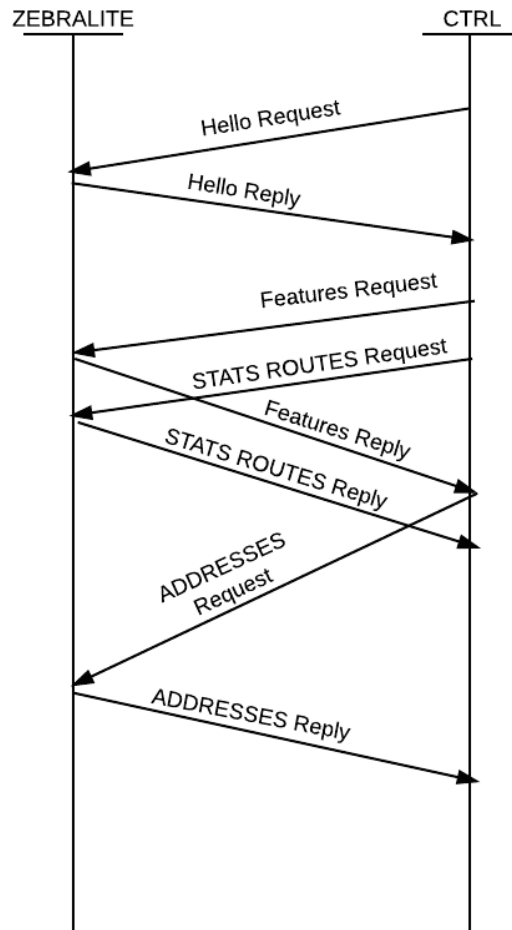 ZEBRALITE
CTRL
Hello Request
Hello Reply
Features Request
STATS ROUTES Request
Features Reply
STATS ROUTES Reply
ADDRESSES
Request
ADDRESSES Reply